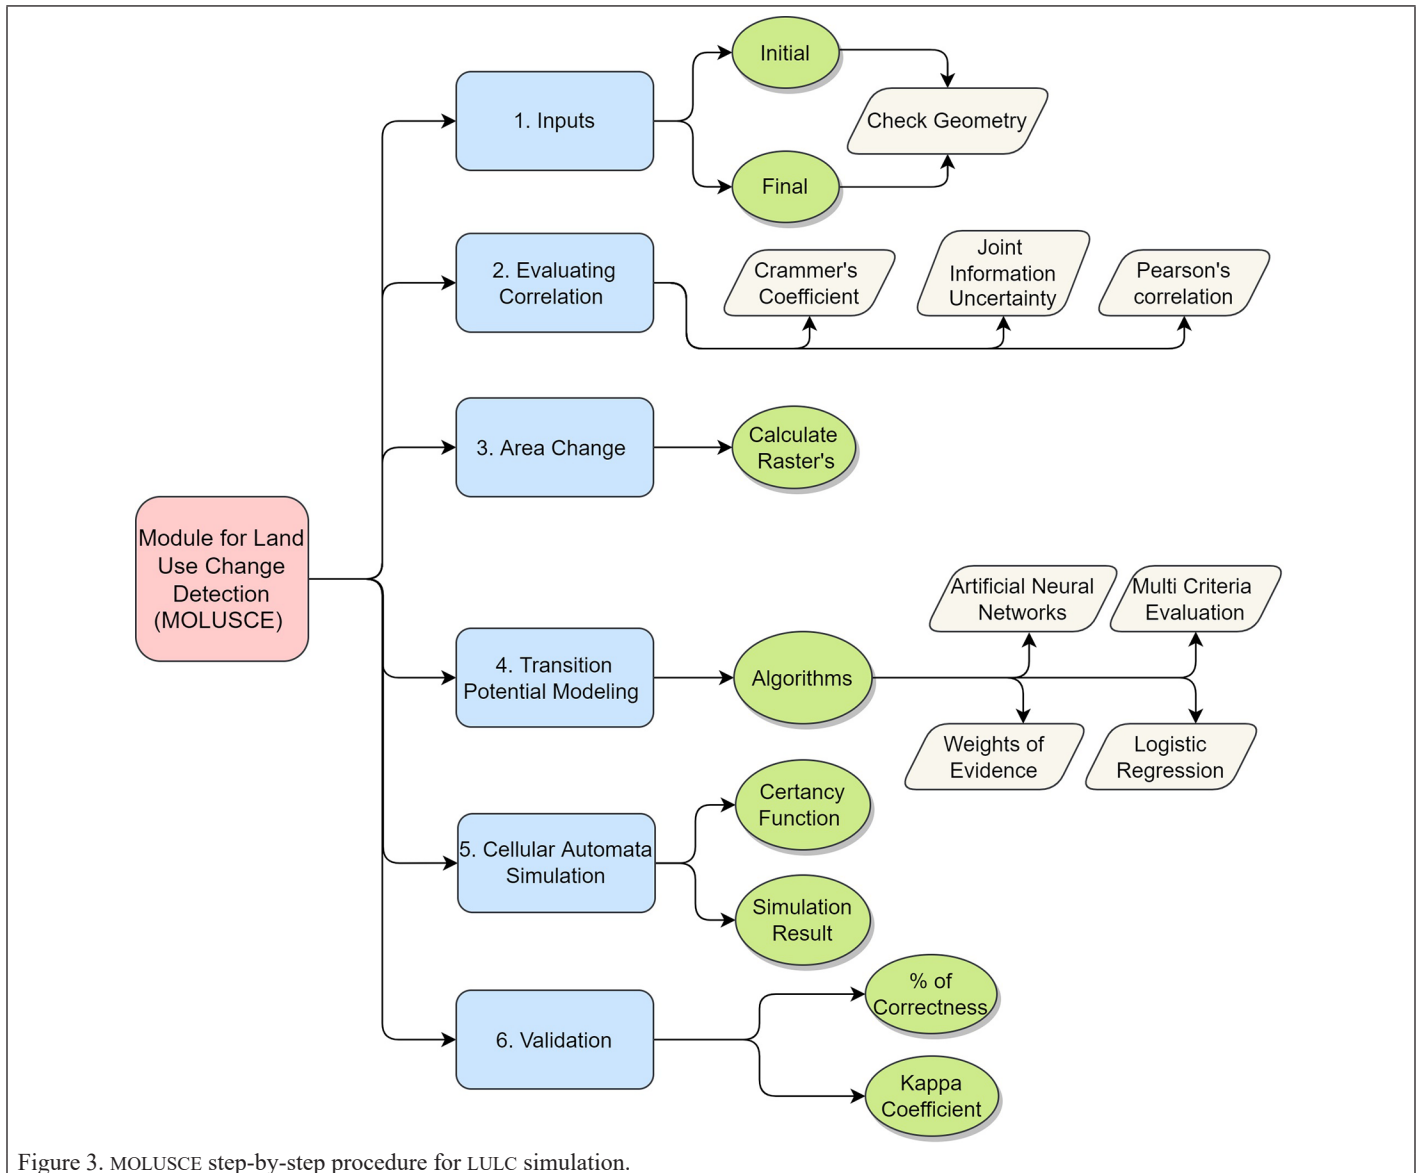 Initial
1. Inputs
Check Geometry
Final
2. Evaluating
Correlation
Crammer's
Coefficient
Joint
Information
Uncertainty
Pearson's
correlation
3. Area Change
Calculate
Raster's
Module for Land
Use Change
Detection
(MOLUSCE)
4. Transition
Potential Modeling
Algorithms
Artificial Neural
Networks
Multi Criteria
Evaluation
Weights of
Evidence
Logistic
Regression
5. Cellular Automata
Simulation
Certancy
Function
Simulation
Result
6. Validation
% of
Correctness
Kappa
Coefficient
Figure 3. MOLUSCE step-by-step procedure for LULC simulation.